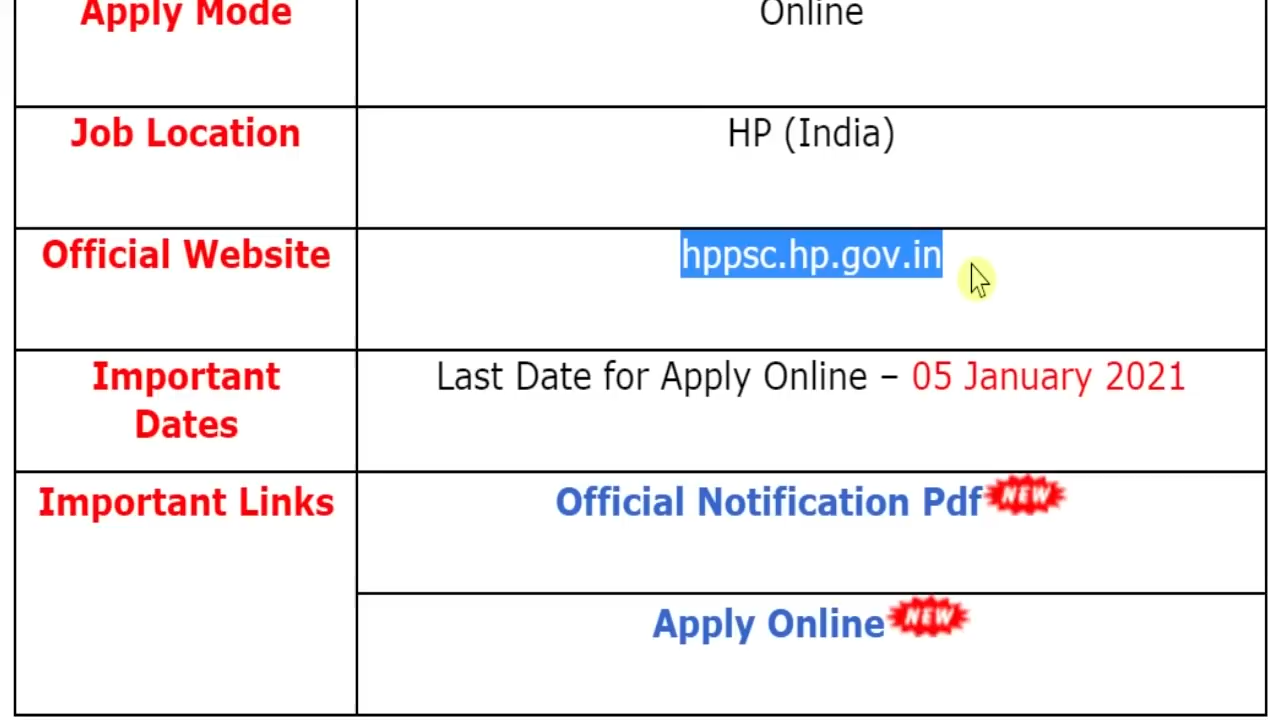 Apply Mode
Online
Job Location
HP (India)
Official Website
hppsc.hp.gov.in
Important
Dates
Last Date for Apply Online – 05 January 2021
Important Links
Official Notification Pdf NEW
Apply Online NEW